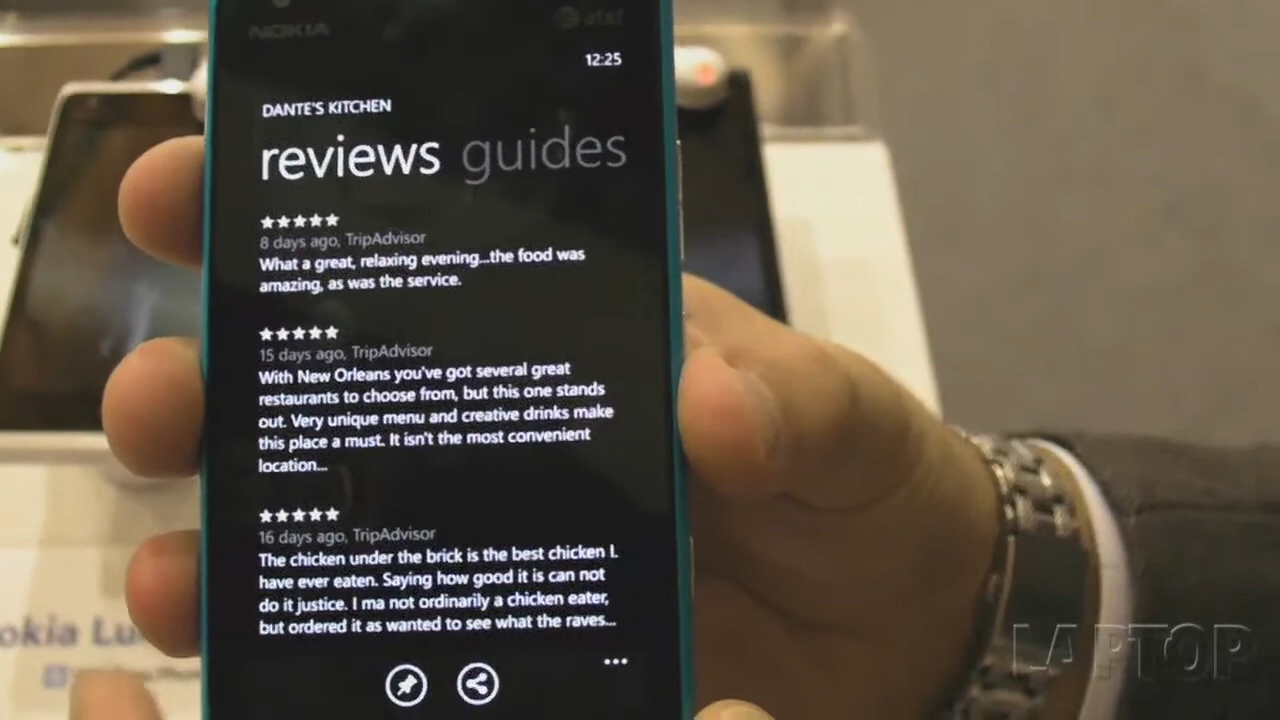 NOKIA
at&t
12:25
DANTE'S KITCHEN
reviews guides
★★★★★
8 days ago, TripAdvisor
What a great, relaxing evening...the food was
amazing, as was the service.
★★★★★
15 days ago, TripAdvisor
With New Orleans you've got several great
restaurants to choose from, but this one stands
out. Very unique menu and creative drinks make
this place a must. It isn't the most convenient
location...
★★★★★
16 days ago, TripAdvisor
The chicken under the brick is the best chicken I.
have ever eaten. Saying how good it is can not
do it justice. I ma not ordinarily a chicken eater,
but ordered it as wanted to see what the raves...
okia Lu
LAPTOP